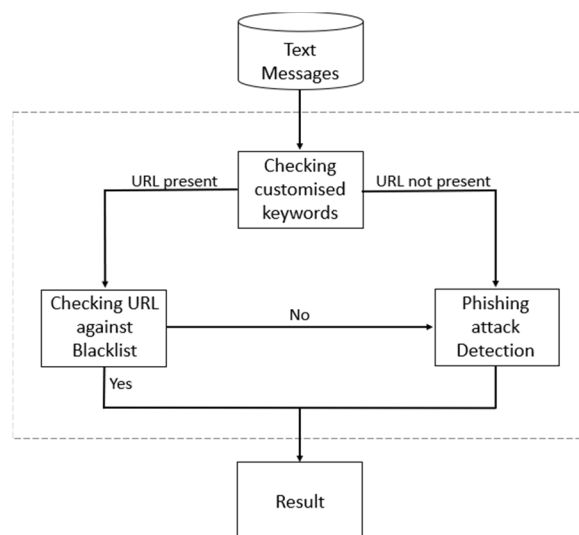 Text
Messages
Checking
customised
keywords
URL present
URL not present
Checking URL
against
Blacklist
No
Phishing
attack
Detection
Yes
Result